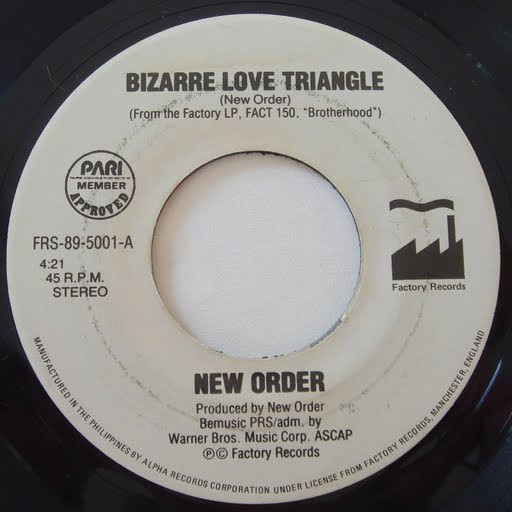 BIZARRE LOVE TRIANGLE
(New Order)
(From the Factory LP, FACT 150, "Brotherhood")
PARI
MEMBER
APPROVED
FRS-89-5001-A
4:21
45 R.P.M.
STEREO
Factory Records
NEW ORDER
Produced by New Order
Bemusic PRS/adm. by
Warner Bros. Music Corp. ASCAP
ⓅⒸ Factory Records
MANUFACTURED IN THE PHILIPPINES BY ALPHA RECORDS CORPORATION UNDER LICENSE FROM FACTORY RECORDS, MANCHESTER, ENGLAND